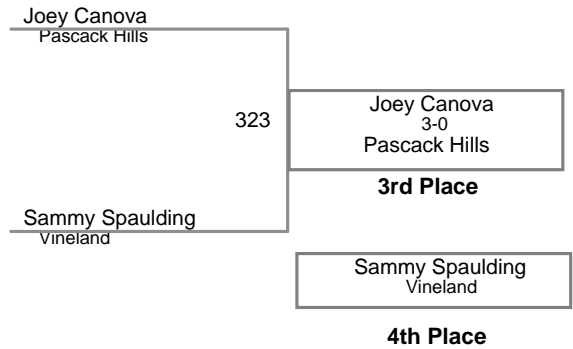 Joey Canova
Pascack Hills
323
Joey Canova
3-0
Pascack Hills
3rd Place
Sammy Spaulding
Vineland
Sammy Spaulding
Vineland
4th Place